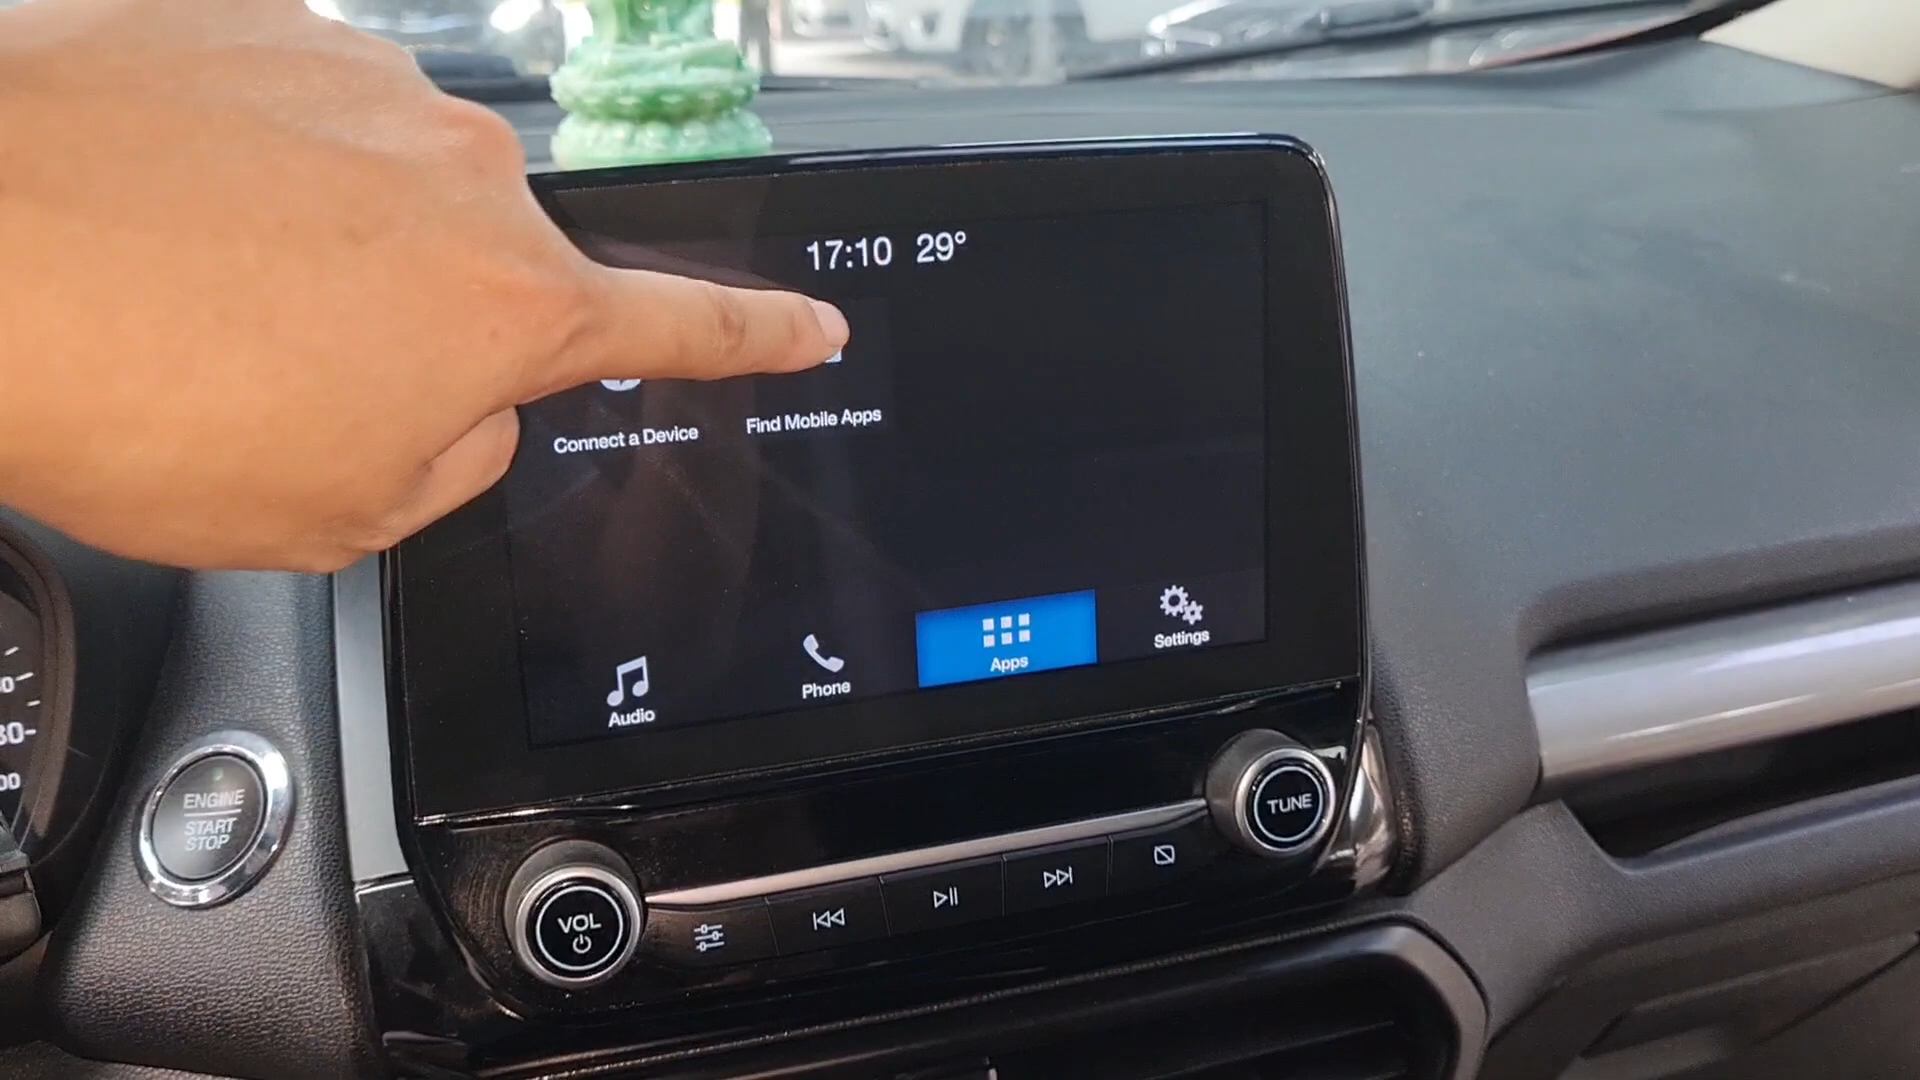 17:10 29°
Connect a Device
Find Mobile Apps
Audio
Phone
Apps
Settings
ENGINE
START
STOP
VOL
TUNE